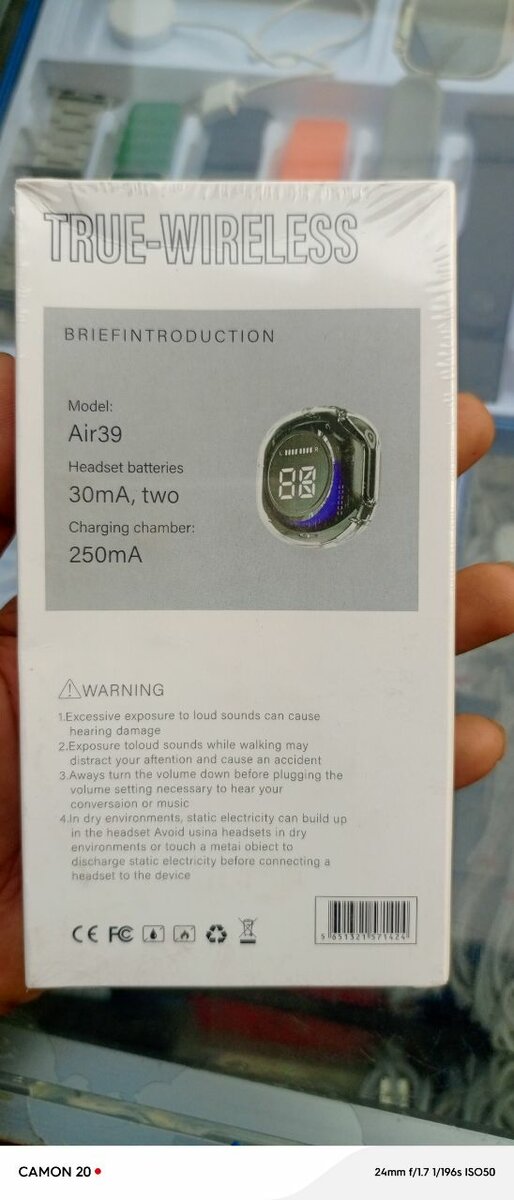 TRUE-WIRELESS
BRIEFINTRODUCTION
Model:
Air39
Headset batteries
30mA, two
Charging chamber:
250mA
L R
88
WARNING
1.Excessive exposure to loud sounds can cause
hearing damage
2.Exposure toloud sounds while walking may
distract your aftention and cause an accident
3.Aways turn the volume down before plugging the
volume setting necessary to hear your
conversaion or music
4.In dry environments, static electricity can build up
in the headset Avoid usina headsets in dry
environments or touch a metai obiect to
discharge static electricity before connecting a
headset to the device
CE FC
5 651321 571424
CAMON 20
24mm f/1.7 1/196s ISO50